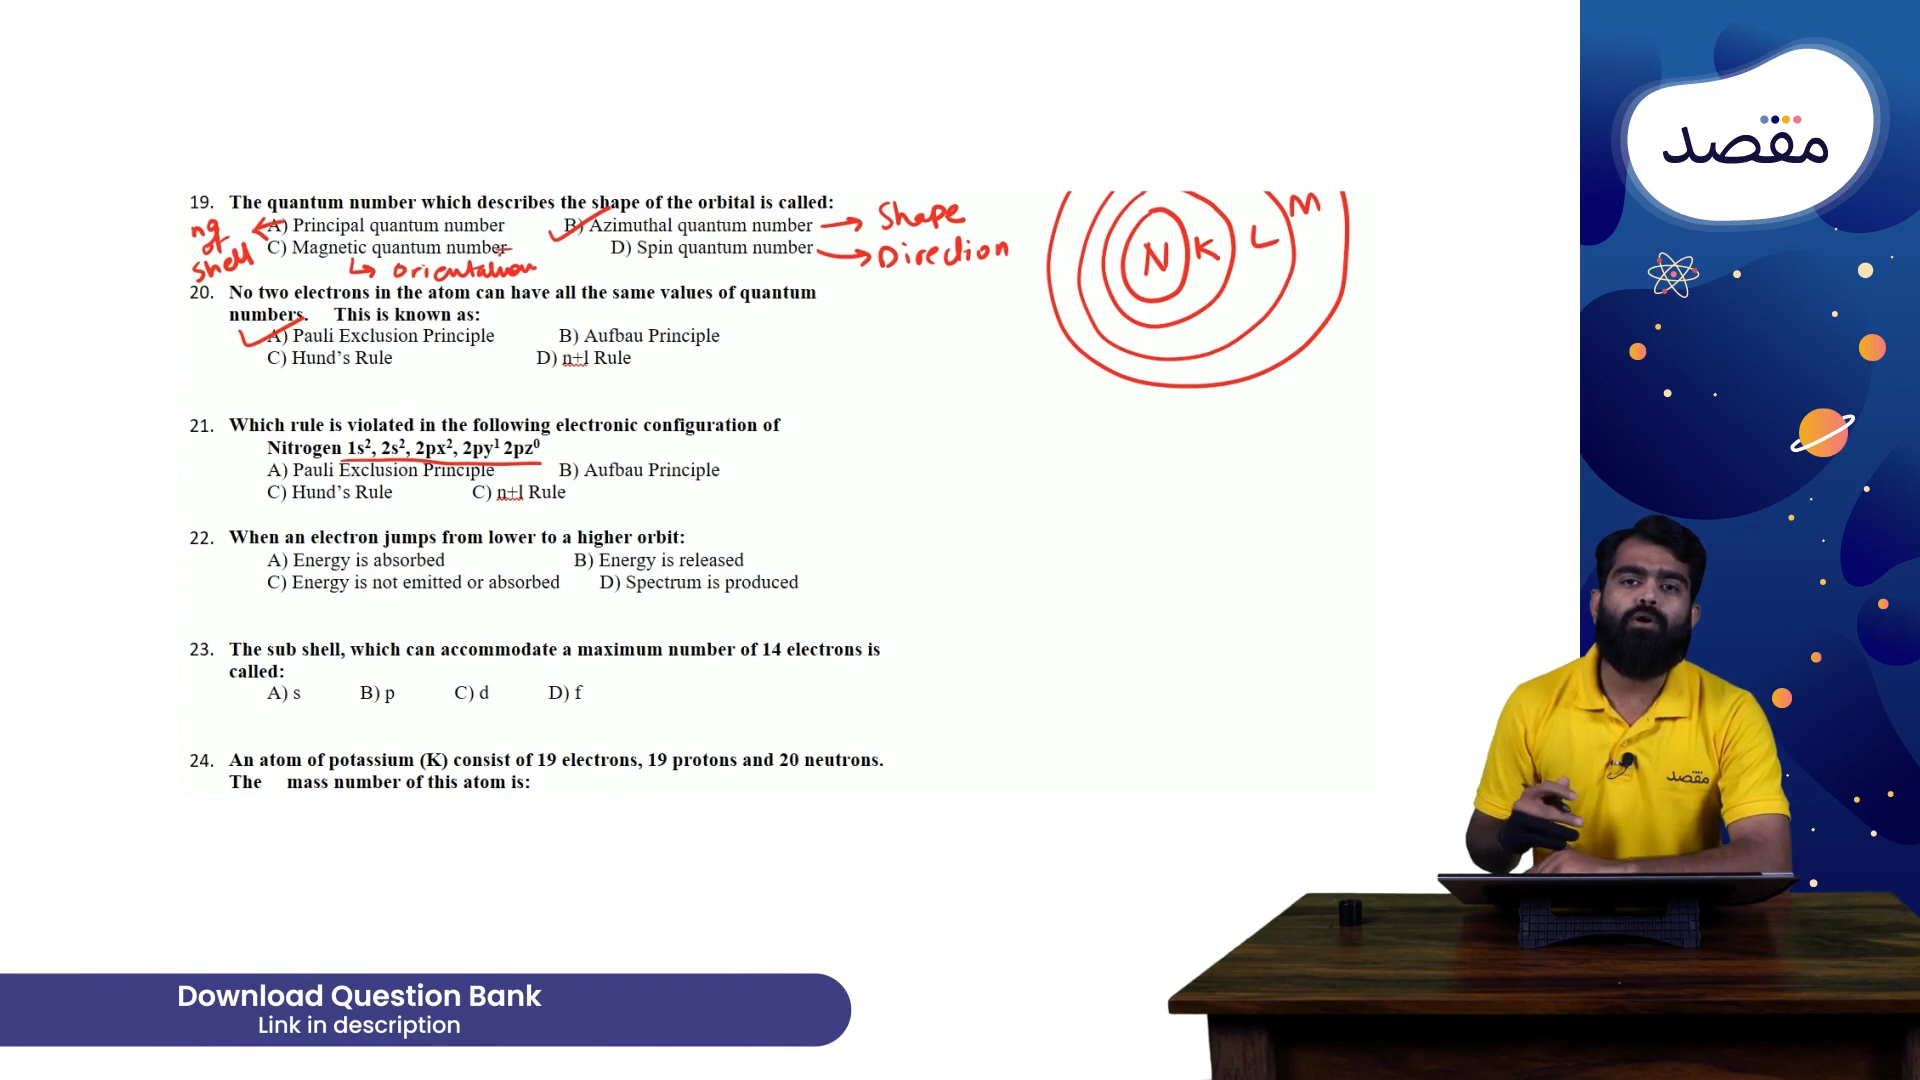 19. The quantum number which describes the shape of the orbital is called:
A) Principal quantum number B) Azimuthal quantum number → Shape
no of shell
C) Magnetic quantum number D) Spin quantum number → Direction
↳ orientation
20. No two electrons in the atom can have all the same values of quantum
numbers. This is known as:
A) Pauli Exclusion Principle B) Aufbau Principle
C) Hund's Rule D) n+l Rule
21. Which rule is violated in the following electronic configuration of
Nitrogen 1s², 2s², 2px², 2py¹ 2pz⁰
A) Pauli Exclusion Principle B) Aufbau Principle
C) Hund's Rule C) n+l Rule
22. When an electron jumps from lower to a higher orbit:
A) Energy is absorbed B) Energy is released
C) Energy is not emitted or absorbed D) Spectrum is produced
23. The sub shell, which can accommodate a maximum number of 14 electrons is
called:
A) s B) p C) d D) f
24. An atom of potassium (K) consist of 19 electrons, 19 protons and 20 neutrons.
The mass number of this atom is:
N K L M
مقصد
مقصد
Download Question Bank
Link in description